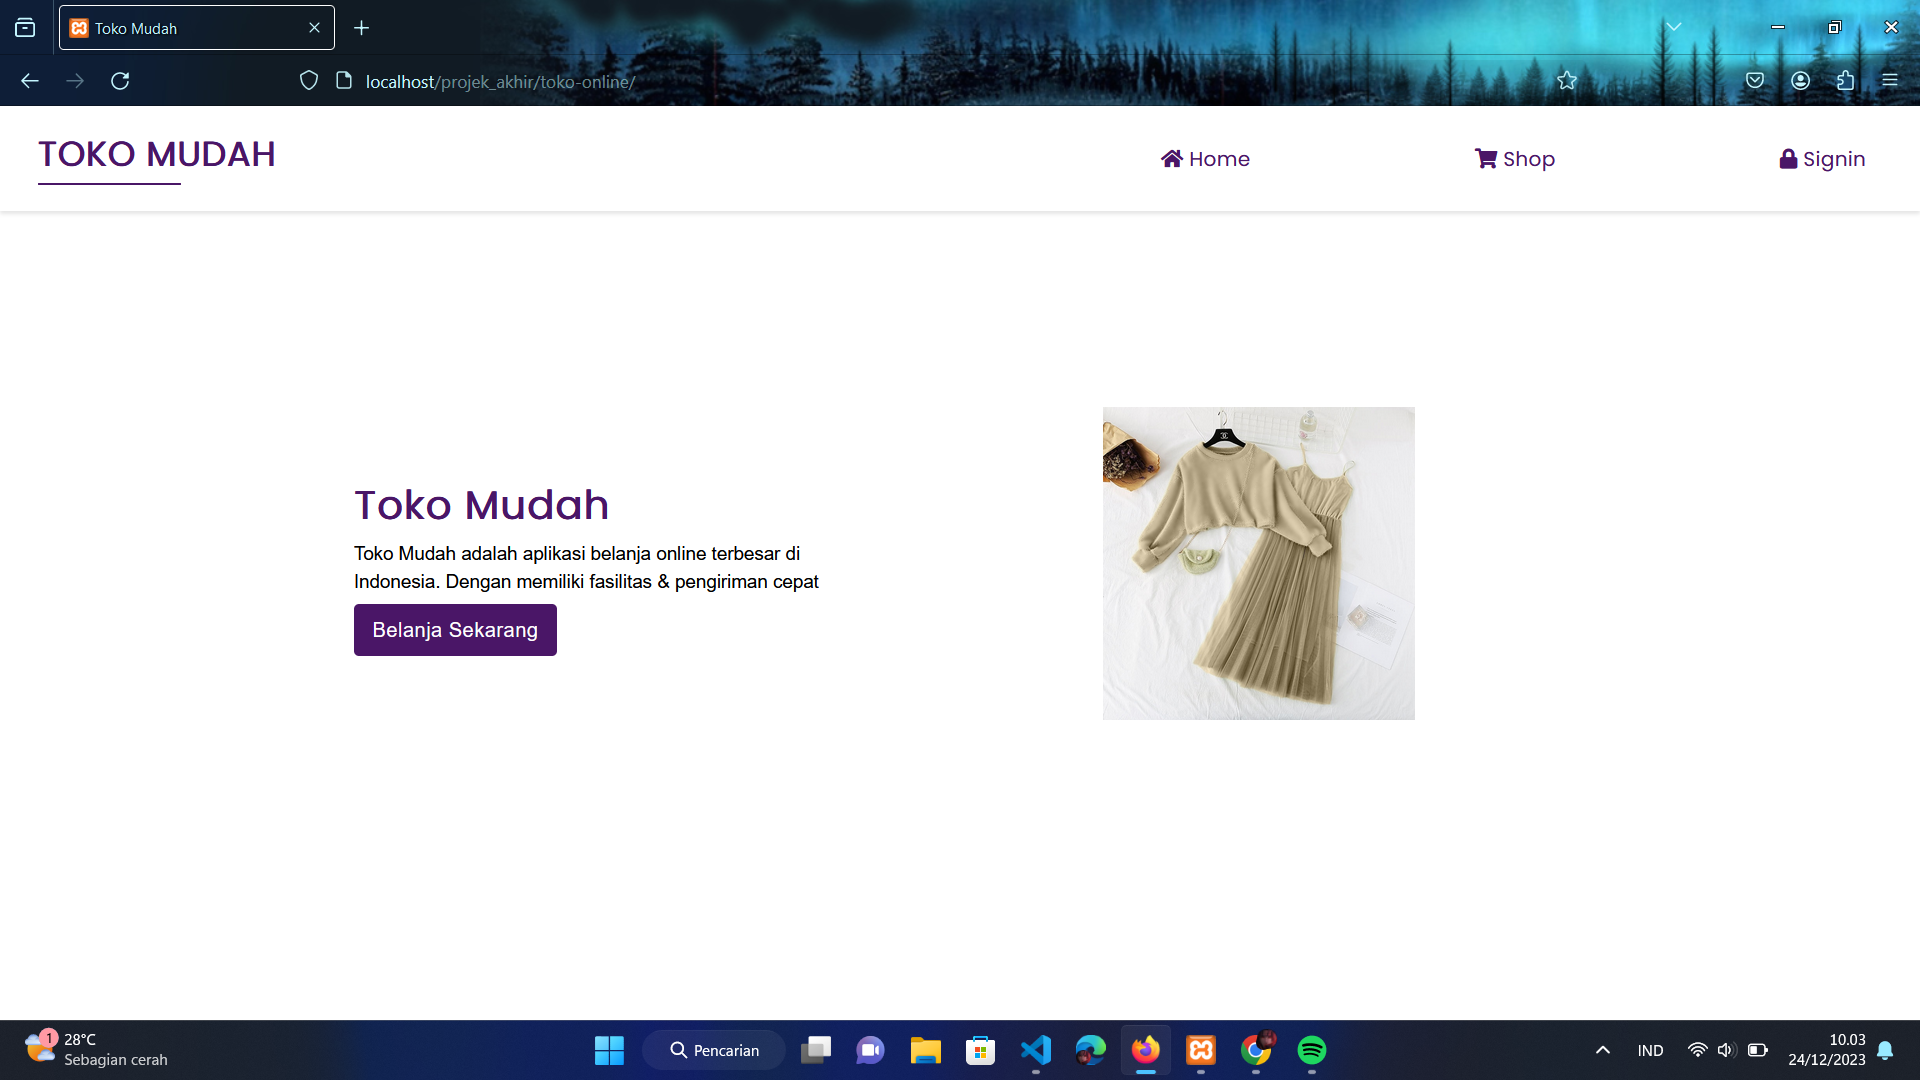 Toko Mudah
localhost/projek_akhir/toko-online/
TOKO MUDAH
Home
Shop
Signin
Toko Mudah
Toko Mudah adalah aplikasi belanja online terbesar di
Indonesia. Dengan memiliki fasilitas & pengiriman cepat
Belanja Sekarang
1
28°C
Sebagian cerah
Pencarian
IND
10.03
24/12/2023